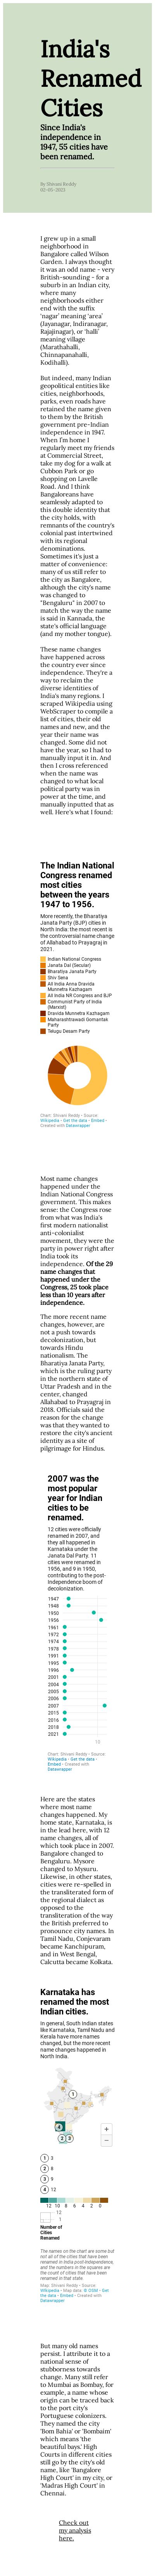 India's
Renamed
Cities
Since India's
independence in
1947, 55 cities have
been renamed.
By Shivani Reddy
02-05-2023
I grew up in a small
neighborhood in
Bangalore called Wilson
Garden. I always thought
it was an odd name - very
British-sounding - for a
suburb in an Indian city,
where many
neighborhoods either
end with the suffix
'nagar' meaning 'area'
(Jayanagar, Indiranagar,
Rajajinagar), or 'halli'
meaning village
(Marathahalli,
Chinnapanahalli,
Kodihalli).
But indeed, many Indian
geopolitical entities like
cities, neighborhoods,
parks, even roads have
retained the name given
to them by the British
government pre-Indian
independence in 1947.
When I'm home I
regularly meet my friends
at Commercial Street,
take my dog for a walk at
Cubbon Park or go
shopping on Lavelle
Road. And I think
Bangaloreans have
seamlessly adapted to
this double identity that
the city holds, with
remnants of the country's
colonial past intertwined
with its regional
denominations.
Sometimes it's just a
matter of convenience:
many of us still refer to
the city as Bangalore,
although the city's name
was changed to
"Bengaluru" in 2007 to
match the way the name
is said in Kannada, the
state's official language
(and my mother tongue).
These name changes
have happened across
the country ever since
independence. They're a
way to reclaim the
diverse identities of
India's many regions. I
scraped Wikipedia using
WebScraper to compile a
list of cities, their old
names and new, and the
year their name was
changed. Some did not
have the year, so I had to
manually input it in. And
then I cross referenced
when the name was
changed to what local
political party was in
power at the time, and
manually inputted that as
well. Here's what I found:
The Indian National
Congress renamed
most cities
between the years
1947 to 1956.
More recently, the Bharatiya
Janata Party (BJP) cities in
North India: the most recent is
the controversial name change
of Allahabad to Prayagraj in
2021.
Indian National Congress
Janata Dal (Secular)
Bharatiya Janata Party
Shiv Sena
All India Anna Dravida
Munnetra Kazhagam
All India NR Congress and BJP
Communist Party of India
(Marxist)
Dravida Munnetra Kazhagam
Maharashtrawadi Gomantak
Party
Telugu Desam Party
Chart: Shivani Reddy • Source:
Wikipedia • Get the data • Embed •
Created with Datawrapper
Most name changes
happened under the
Indian National Congress
government. This makes
sense: the Congress rose
from what was India's
first modern nationalist
anti-colonialist
movement, they were the
party in power right after
India took its
independence. Of the 29
name changes that
happened under the
Congress, 25 took place
less than 10 years after
independence.
The more recent name
changes, however, are
not a push towards
decolonization, but
towards Hindu
nationalism. The
Bharatiya Janata Party,
which is the ruling party
in the northern state of
Uttar Pradesh and in the
center, changed
Allahabad to Prayagraj in
2018. Officials said the
reason for the change
was that they wanted to
restore the city's ancient
identity as a site of
pilgrimage for Hindus.
2007 was the
most popular
year for Indian
cities to be
renamed.
12 cities were officially
renamed in 2007, and
they all happened in
Karnataka under the
Janata Dal Party. 11
cities were renamed in
1956, and 9 in 1950,
contributing to the post-
Independence boom of
decolonization.
1947
1948
1950
1956
1961
1972
1974
1978
1991
1995
1996
2001
2004
2005
2006
2007
2015
2016
2018
2021
10
Chart: Shivani Reddy • Source:
Wikipedia • Get the data •
Embed • Created with
Datawrapper
Here are the states
where most name
changes happened. My
home state, Karnataka, is
in the lead here, with 12
name changes, all of
which took place in 2007.
Bangalore changed to
Bengaluru, Mysore
changed to Mysuru.
Likewise, in other states,
cities were re-spelled in
the transliterated form of
the regional dialect as
opposed to the
transliteration of the way
the British preferred to
pronounce city names. In
Tamil Nadu, Conjevaram
became Kanchipuram,
and in West Bengal,
Calcutta became Kolkata.
Karnataka has
renamed the most
Indian cities.
In general, South Indian states
like Karnataka, Tamil Nadu and
Kerala have more names
changed, but the more recent
name changes happened in
North India.
1
4
2 3
+
−
1 3
2 8
3 9
4 12
12 10 8 6 4 2 0
12
1
Number of
Cities
Renamed
The names on the chart are some but
not all of the cities that have been
renamed in India post-independence,
and the numbers in the squares are
the count of cities that have been
renamed in that state.
Map: Shivani Reddy • Source:
Wikipedia • Map data: © OSM • Get
the data • Embed • Created with
Datawrapper
But many old names
persist. I attribute it to a
national sense of
stubbornness towards
change. Many still refer
to Mumbai as Bombay, for
example, a name whose
origin can be traced back
to the port city's
Portuguese colonizers.
They named the city
'Bom Bahia' or 'Bombaim'
which means 'the
beautiful bays.' High
Courts in different cities
still go by the city's old
name, like 'Bangalore
High Court' in my city, or
'Madras High Court' in
Chennai.
Check out
my analysis
here.